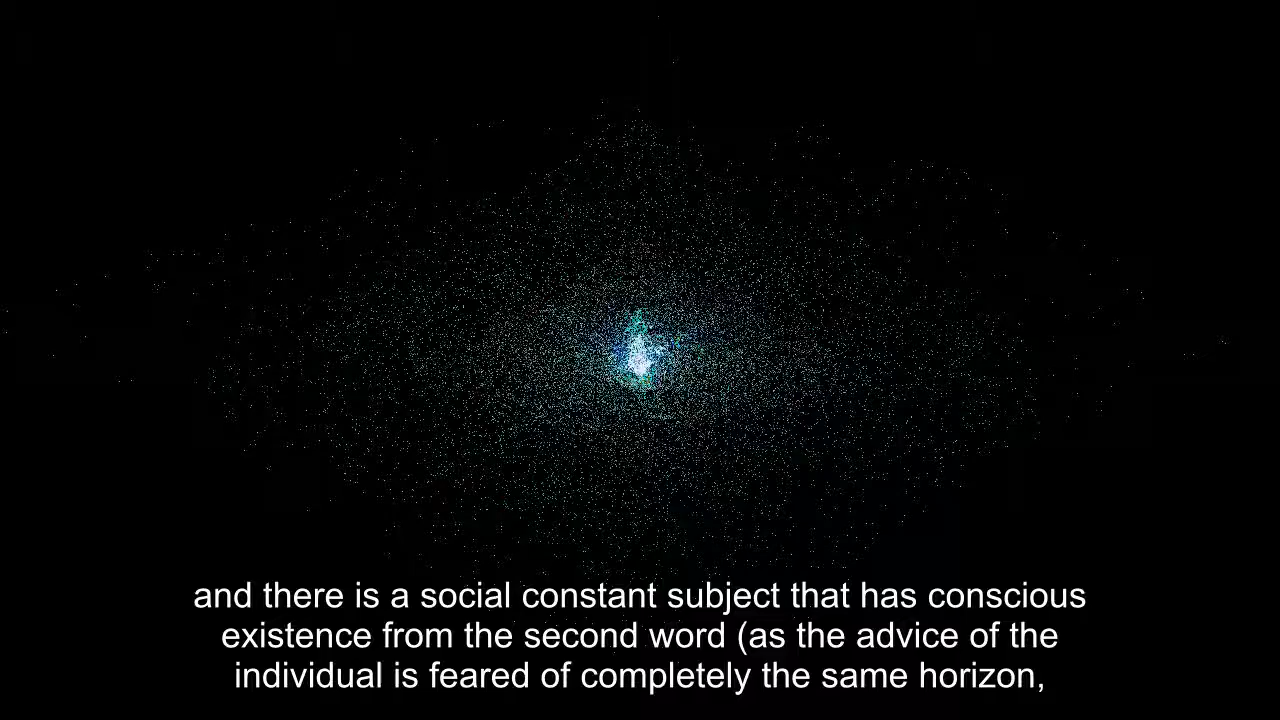 and there is a social constant subject that has conscious
existence from the second word (as the advice of the
individual is feared of completely the same horizon,